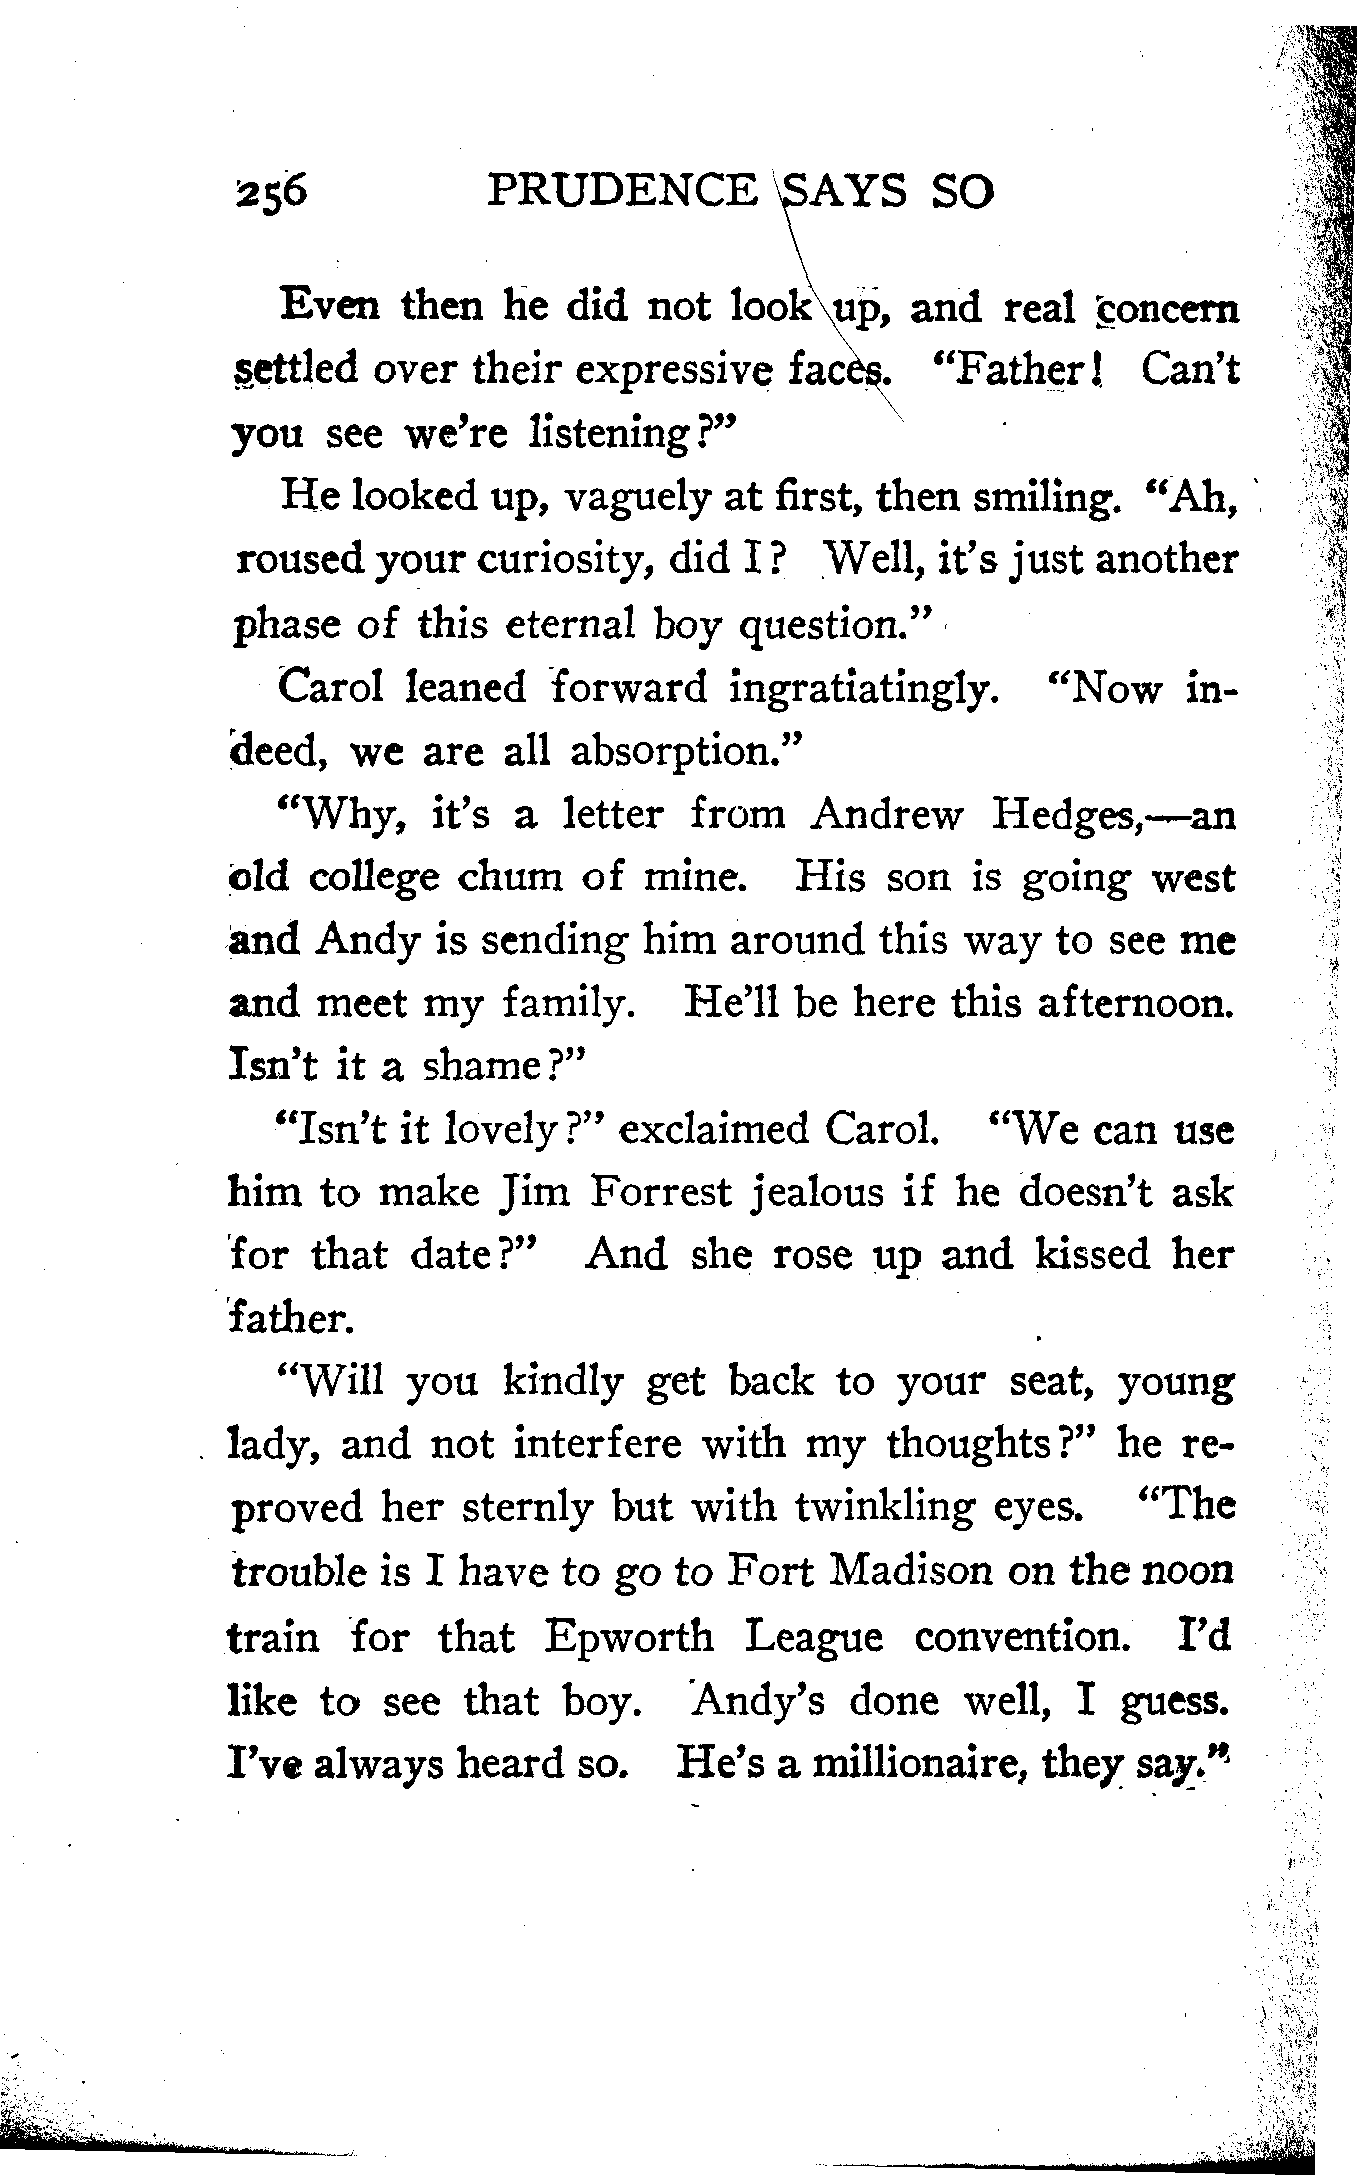 256 PRUDENCE SAYS SO
Even then he did not look up, and real concern
settled over their expressive faces. "Father! Can't
you see we're listening?"
He looked up, vaguely at first, then smiling. "Ah,
roused your curiosity, did I? Well, it's just another
phase of this eternal boy question."
Carol leaned forward ingratiatingly. "Now in-
deed, we are all absorption."
"Why, it's a letter from Andrew Hedges,—an
old college chum of mine. His son is going west
and Andy is sending him around this way to see me
and meet my family. He'll be here this afternoon.
Isn't it a shame?"
"Isn't it lovely?" exclaimed Carol. "We can use
him to make Jim Forrest jealous if he doesn't ask
for that date?" And she rose up and kissed her
father.
"Will you kindly get back to your seat, young
lady, and not interfere with my thoughts?" he re-
proved her sternly but with twinkling eyes. "The
trouble is I have to go to Fort Madison on the noon
train for that Epworth League convention. I'd
like to see that boy. Andy's done well, I guess.
I've always heard so. He's a millionaire, they say."